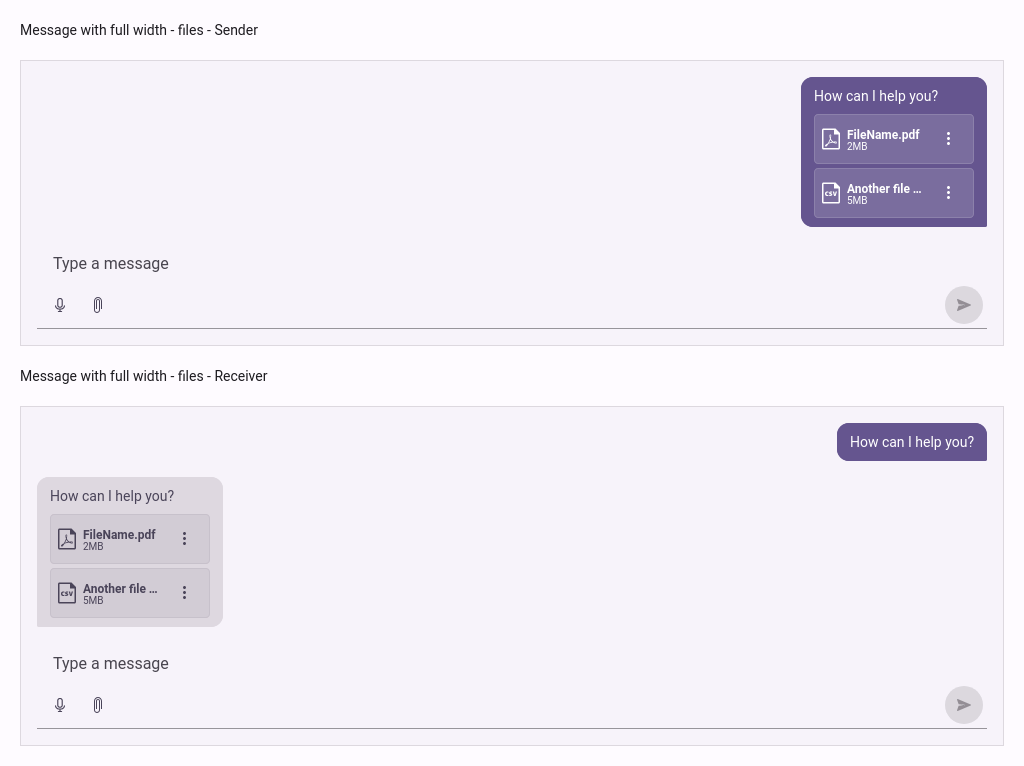 Message with full width - files - Sender
How can I help you?
FileName.pdf
2MB
CSV
Another file ...
5MB
Type a message
Message with full width - files - Receiver
How can I help you?
How can I help you?
FileName.pdf
2MB
CSV
Another file ...
5MB
Type a message